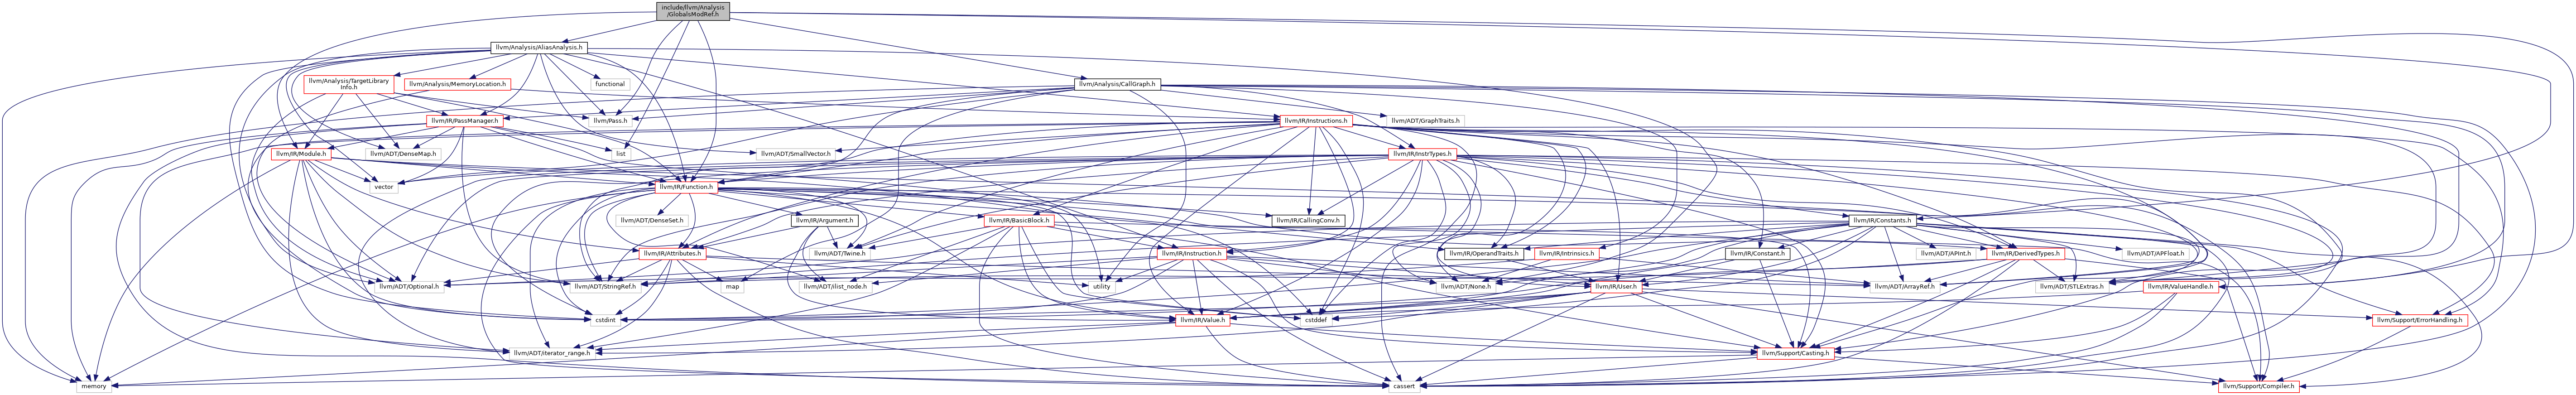 include/llvm/Analysis
/GlobalsModRef.h
llvm/Analysis/AliasAnalysis.h
llvm/Analysis/TargetLibrary
Info.h
llvm/Analysis/MemoryLocation.h
functional
llvm/Analysis/CallGraph.h
llvm/IR/PassManager.h
llvm/Pass.h
llvm/IR/Instructions.h
llvm/ADT/GraphTraits.h
llvm/IR/Module.h
llvm/ADT/DenseMap.h
list
llvm/ADT/SmallVector.h
llvm/IR/InstrTypes.h
vector
llvm/IR/Function.h
llvm/ADT/DenseSet.h
llvm/IR/Argument.h
llvm/IR/BasicBlock.h
llvm/IR/CallingConv.h
llvm/IR/Constants.h
llvm/IR/Attributes.h
llvm/ADT/Twine.h
llvm/IR/Instruction.h
llvm/IR/OperandTraits.h
llvm/IR/Intrinsics.h
llvm/IR/Constant.h
llvm/ADT/APInt.h
llvm/IR/DerivedTypes.h
llvm/ADT/APFloat.h
llvm/ADT/Optional.h
llvm/ADT/StringRef.h
map
llvm/ADT/ilist_node.h
utility
llvm/ADT/None.h
llvm/IR/User.h
llvm/ADT/ArrayRef.h
llvm/ADT/STLExtras.h
llvm/IR/ValueHandle.h
cstdint
llvm/IR/Value.h
cstddef
llvm/Support/ErrorHandling.h
llvm/ADT/iterator_range.h
llvm/Support/Casting.h
memory
cassert
llvm/Support/Compiler.h